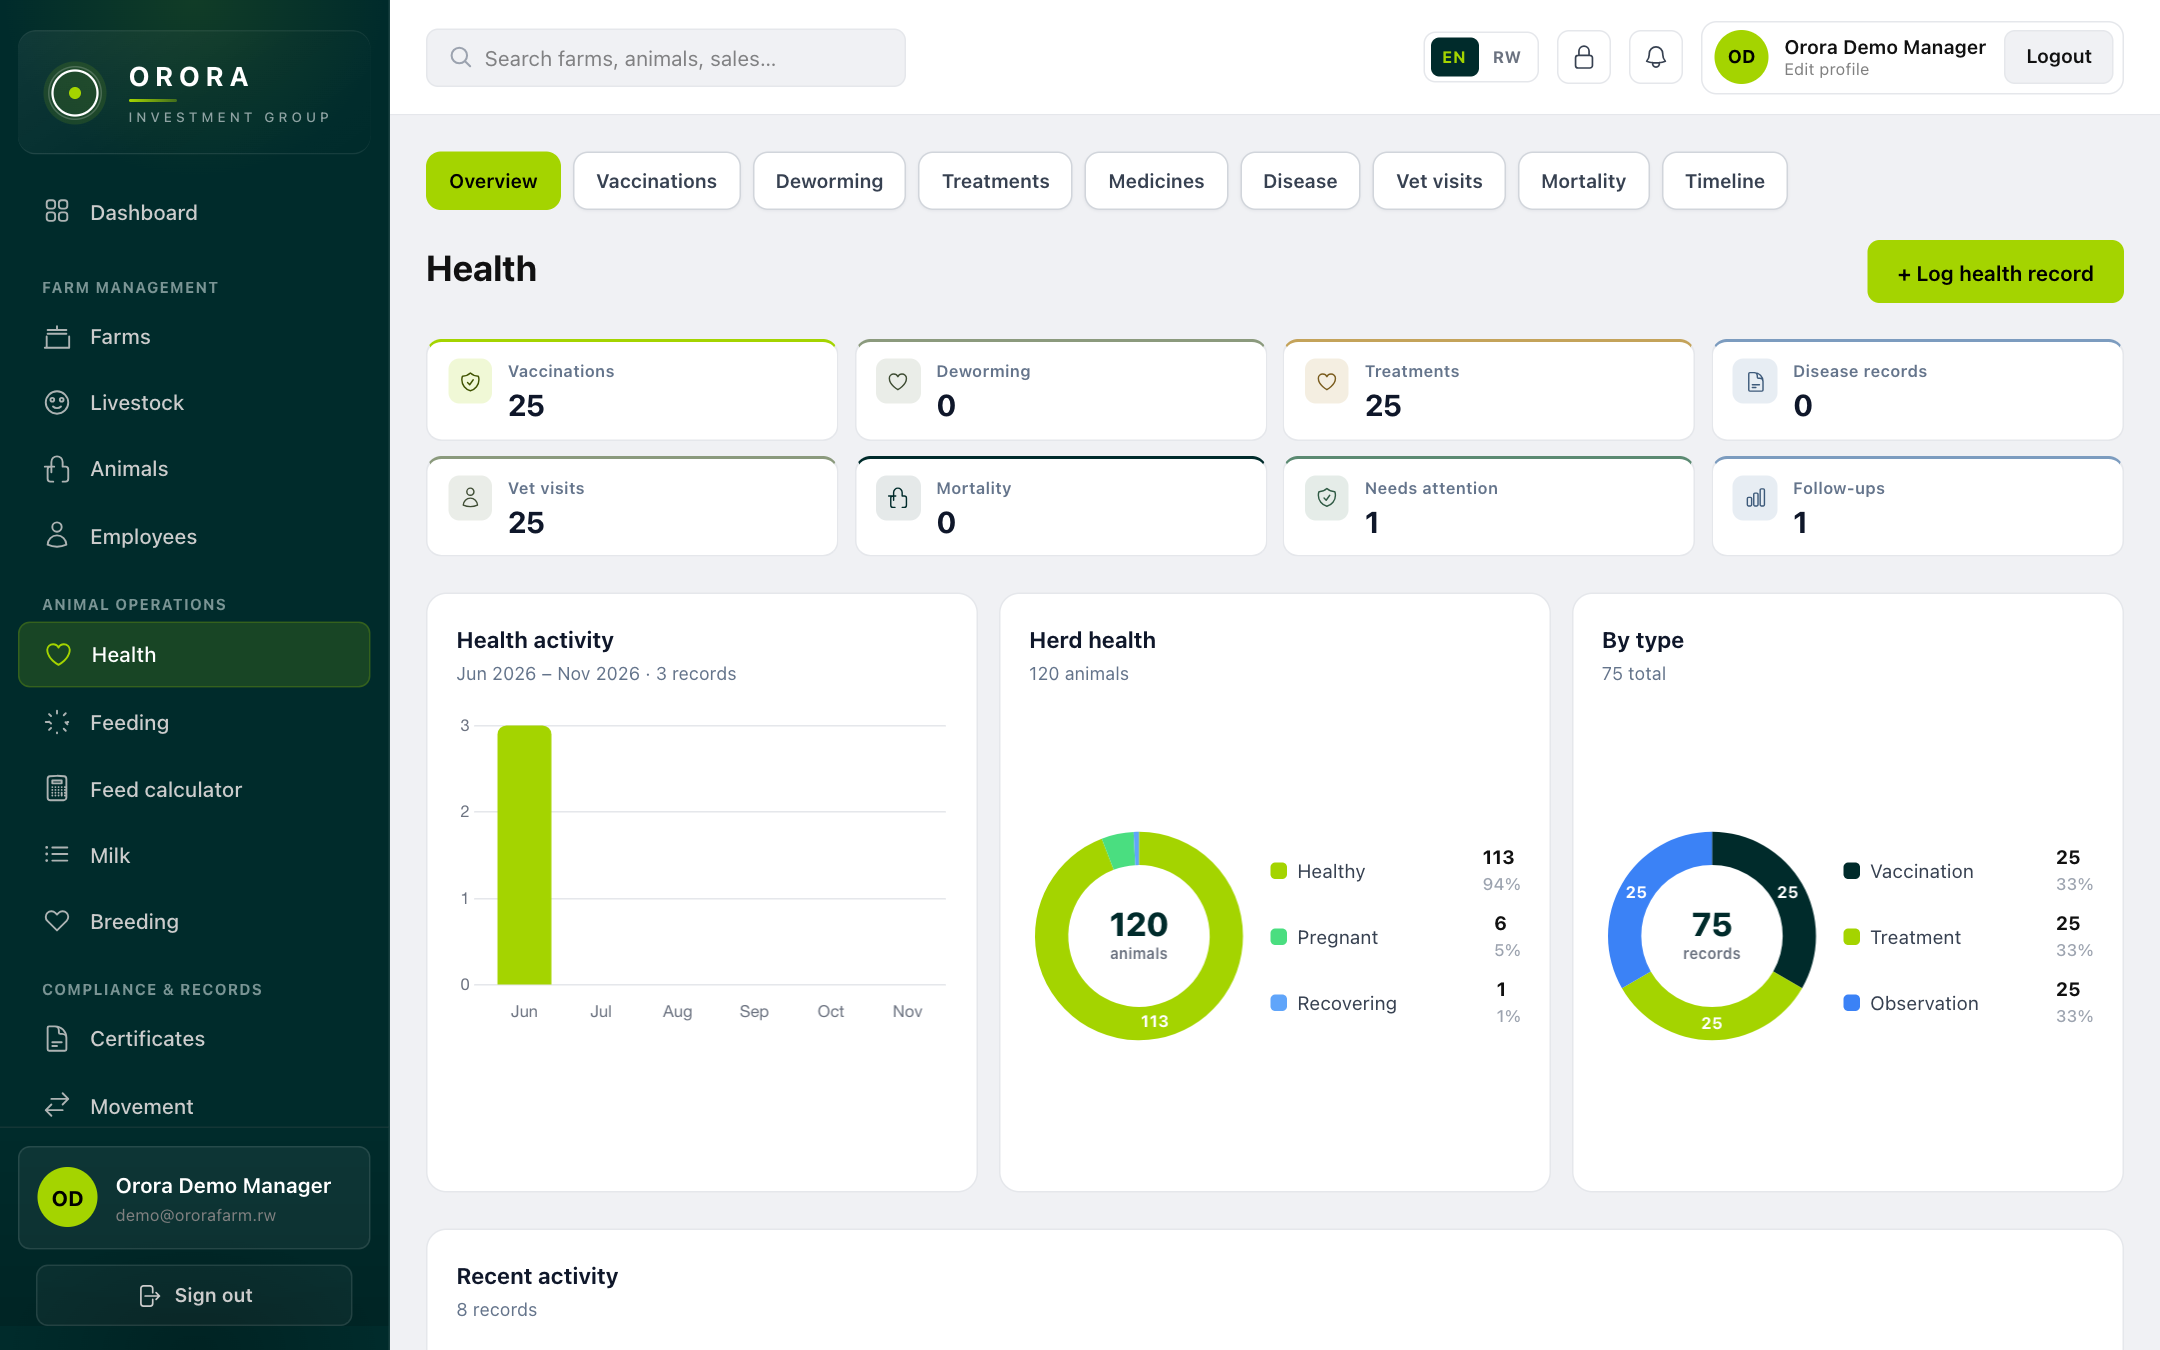 ORORA
INVESTMENT GROUP
Dashboard
FARM MANAGEMENT
Farms
Livestock
Animals
Employees
ANIMAL OPERATIONS
Health
Feeding
Feed calculator
Milk
Breeding
COMPLIANCE & RECORDS
Certificates
Movement
OD
Orora Demo Manager
demo@ororafarm.rw
Sign out
Search farms, animals, sales...
EN RW
OD
Orora Demo Manager
Edit profile
Logout
Overview Vaccinations Deworming Treatments Medicines Disease Vet visits Mortality Timeline
Health
+ Log health record
Vaccinations
25
Deworming
0
Treatments
25
Disease records
0
Vet visits
25
Mortality
0
Needs attention
1
Follow-ups
1
Health activity
Jun 2026 – Nov 2026 · 3 records
3
2
1
0
Jun Jul Aug Sep Oct Nov
Herd health
120 animals
120
animals
113
Healthy 113
94%
Pregnant 6
5%
Recovering 1
1%
By type
75 total
25 25
75
records
25
Vaccination 25
33%
Treatment 25
33%
Observation 25
33%
Recent activity
8 records